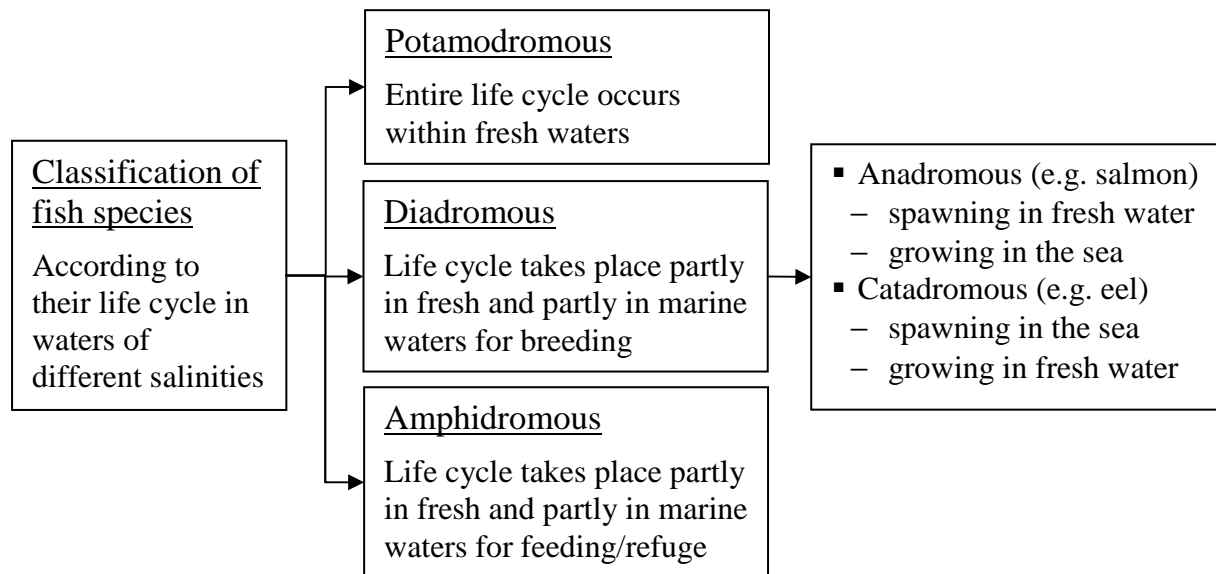 Classification of
fish species
According to
their life cycle in
waters of
different salinities
Potamodromous
Entire life cycle occurs
within fresh waters
Diadromous
Life cycle takes place partly
in fresh and partly in marine
waters for breeding
Amphidromous
Life cycle takes place partly
in fresh and partly in marine
waters for feeding/refuge
▪ Anadromous (e.g. salmon)
– spawning in fresh water
– growing in the sea
▪ Catadromous (e.g. eel)
– spawning in the sea
– growing in fresh water